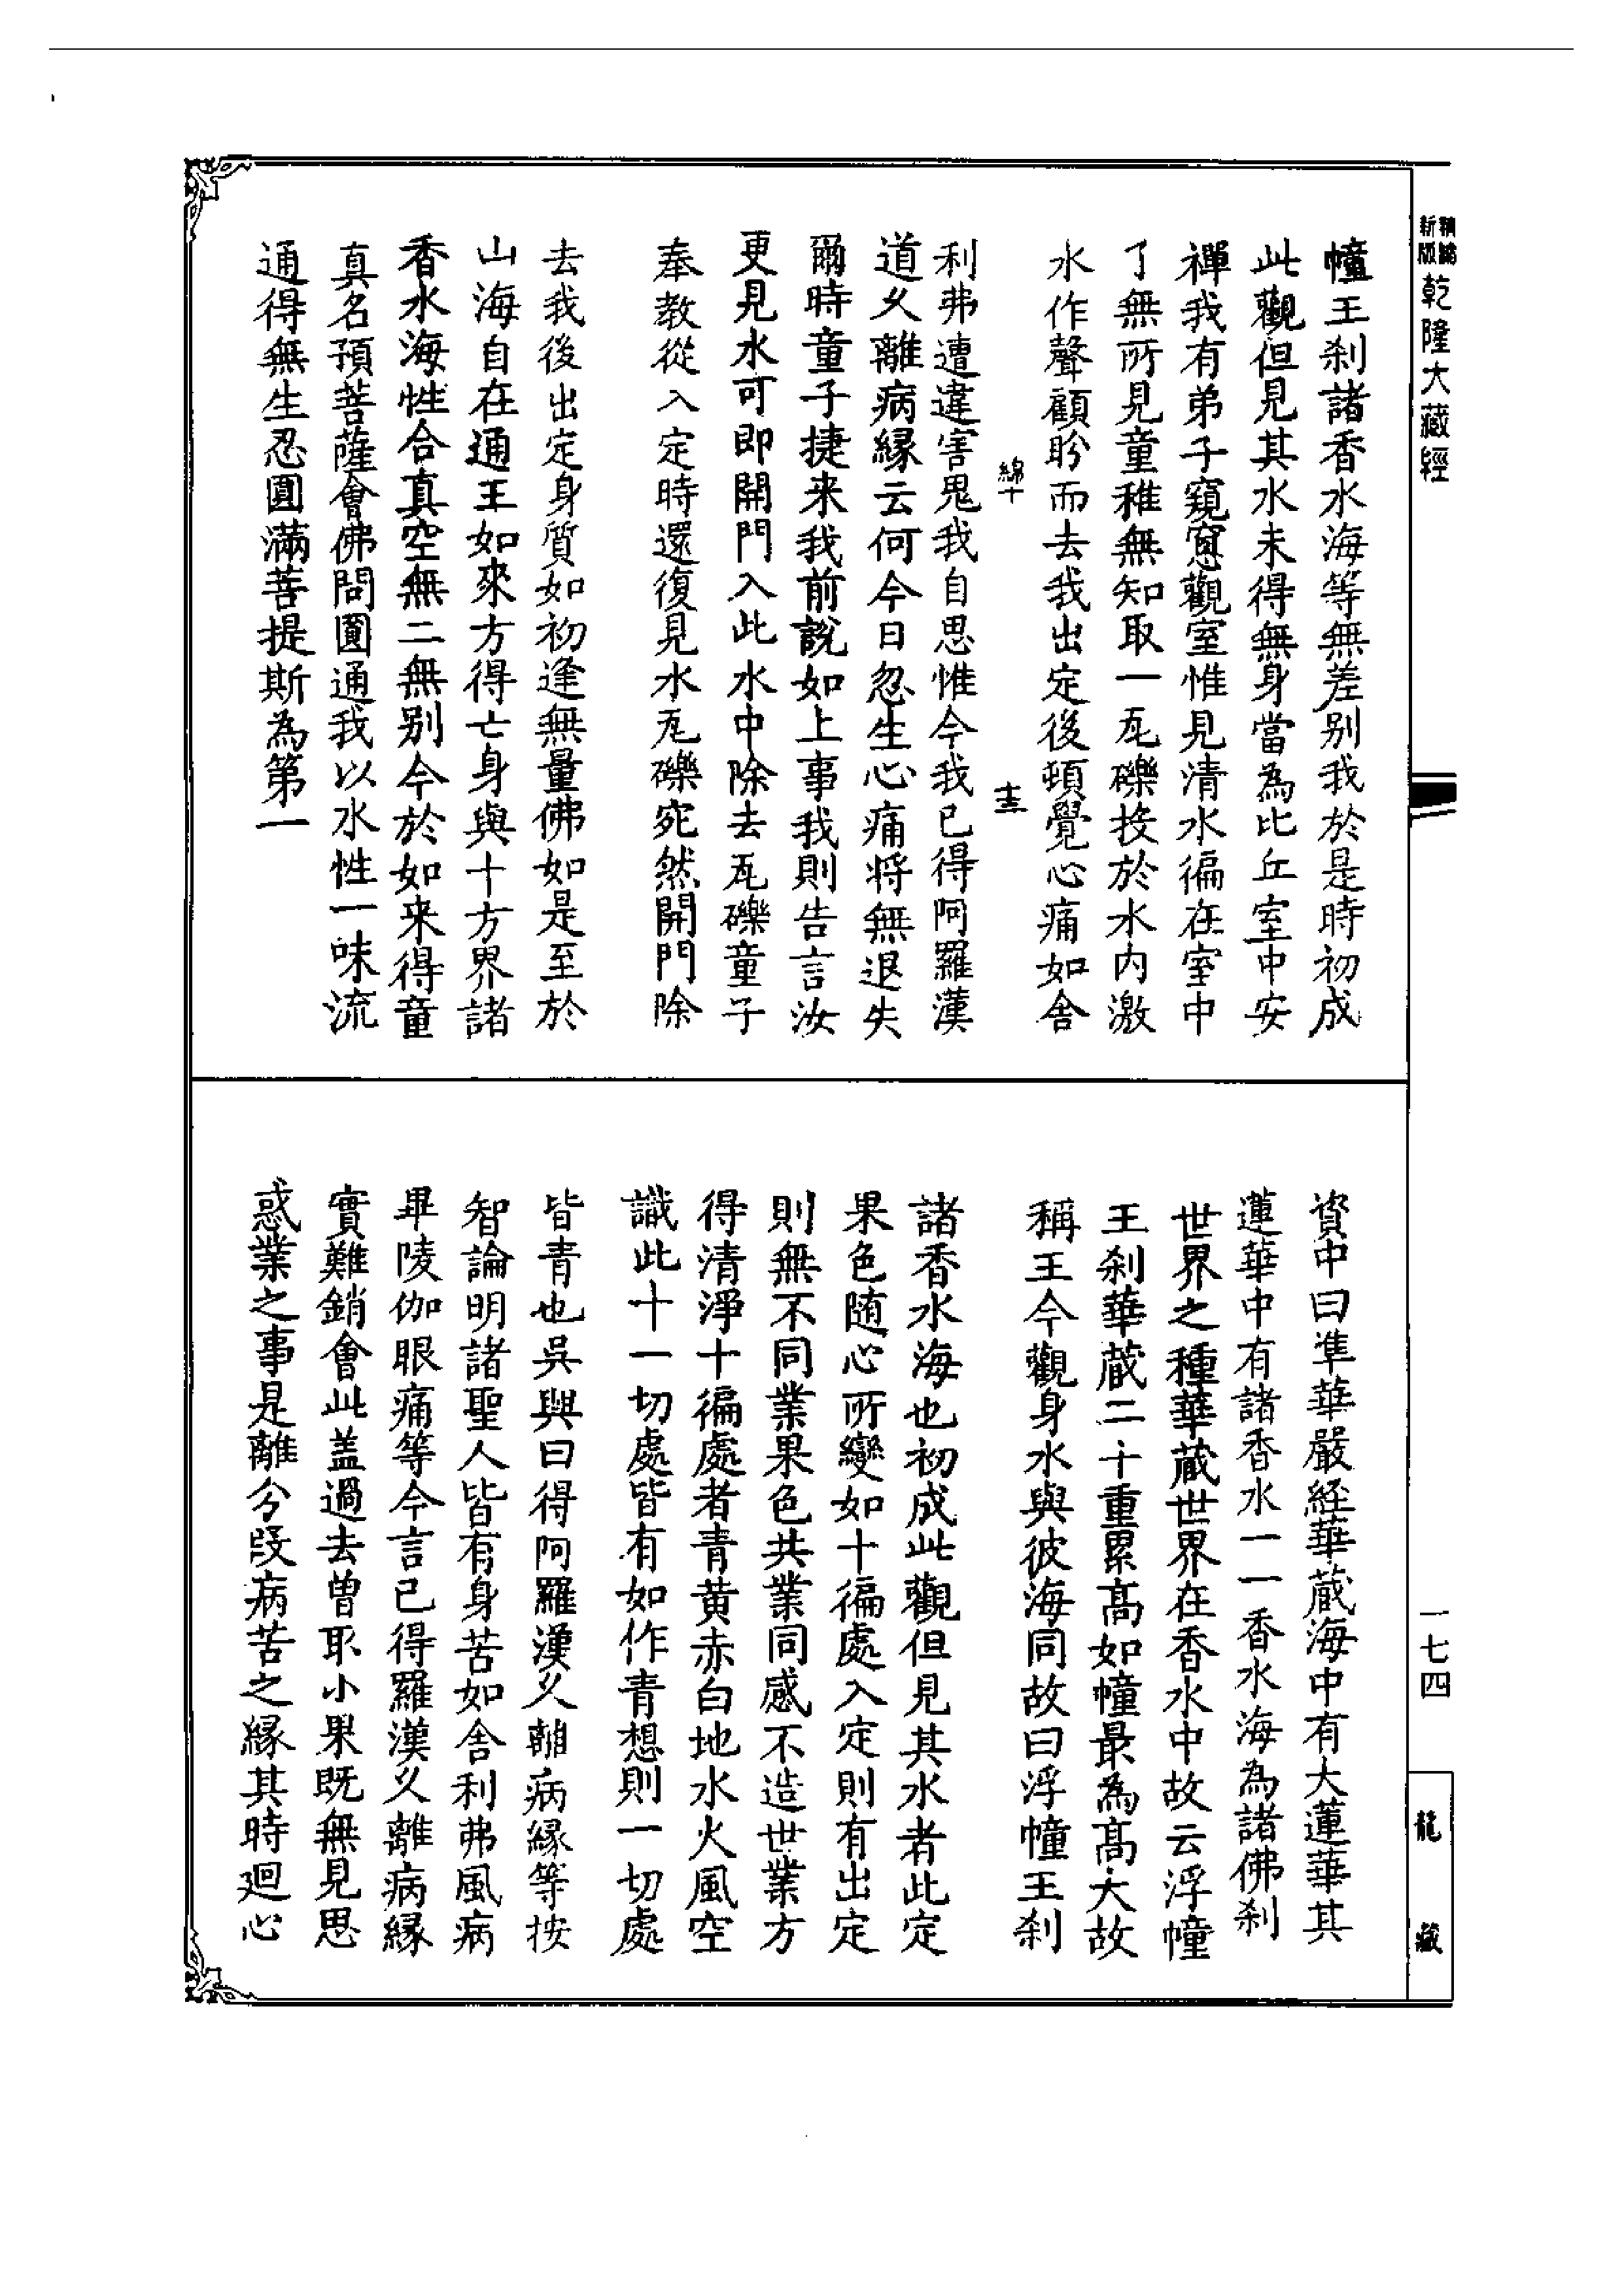 新編縮版乾隆大藏經
幢王剎諸香水海等無差別我於是時初成
此觀但見其水未得無身當為比丘室中安
禪我有弟子窺窻觀室惟見清水徧在室中
了無所見童稚無知取一瓦礫投於水內激
水作聲顧盼而去我出定後頓覺心痛如舍
綿十
利弗遭違害鬼我自思惟今我已得阿羅漢
道久離病緣云何今日忽生心痛將無退失
爾時童子捷来我前說如上事我則告言汝
更見水可即開門入此水中除去瓦礫童子
奉教從入定時還復見水瓦礫宛然開門除
去我後出定身質如初逢無量佛如是至於
山海自在通王如來方得亡身與十方界諸
香水海性合真空無二無别今於如来得童
真名預菩薩會佛問圓通我以水性一味流
通得無生忍圓滿菩提斯為第一
資中曰準華嚴経華蔵海中有大蓮華其
蓮華中有諸香水一一香水海為諸佛剎
世界之種華蔵世界在香水中故云浮幢
王剎華蔵二十重累高如幢最為高大故
稱王今觀身水與彼海同故曰浮幢王剎
諸香水海也初成此觀但見其水者此定
果色随心所變如十徧處入定則有出定
則無不同業果色共業同感不造世業方
得清淨十徧處者青黄赤白地水火風空
識此十一切處皆有如作青想則一切處
皆青也吳興曰得阿羅漢久離病緣等按
智論明諸聖人皆有身苦如舍利弗風病
畢陵伽眼痛等今言已得羅漢久離病緣
實難銷會此盖過去曾取小果既無見思
惑業之事是離分段病苦之緣其時迴心
一七四
龍藏